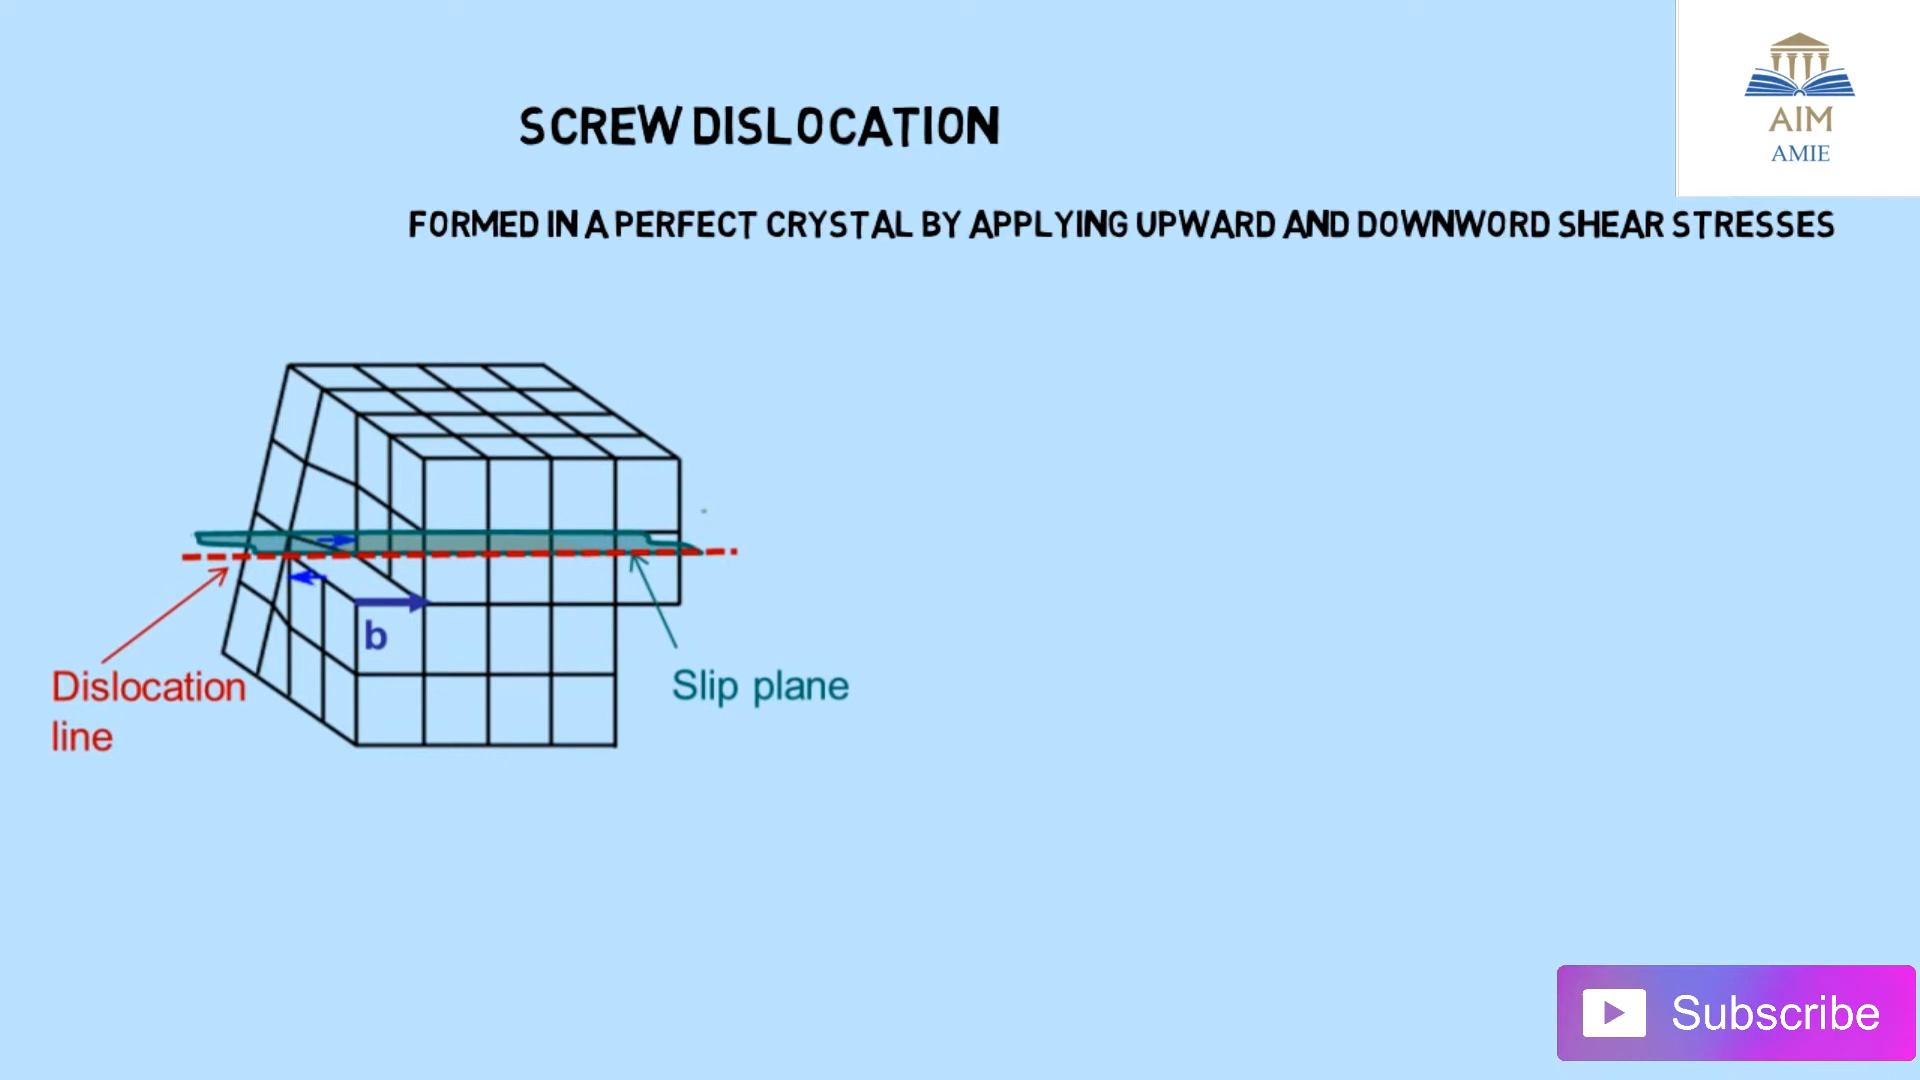 AIM
AMIE
SCREW DISLOCATION
FORMED IN A PERFECT CRYSTAL BY APPLYING UPWARD AND DOWNWORD SHEAR STRESSES
b
Dislocation
line
Slip plane
Subscribe